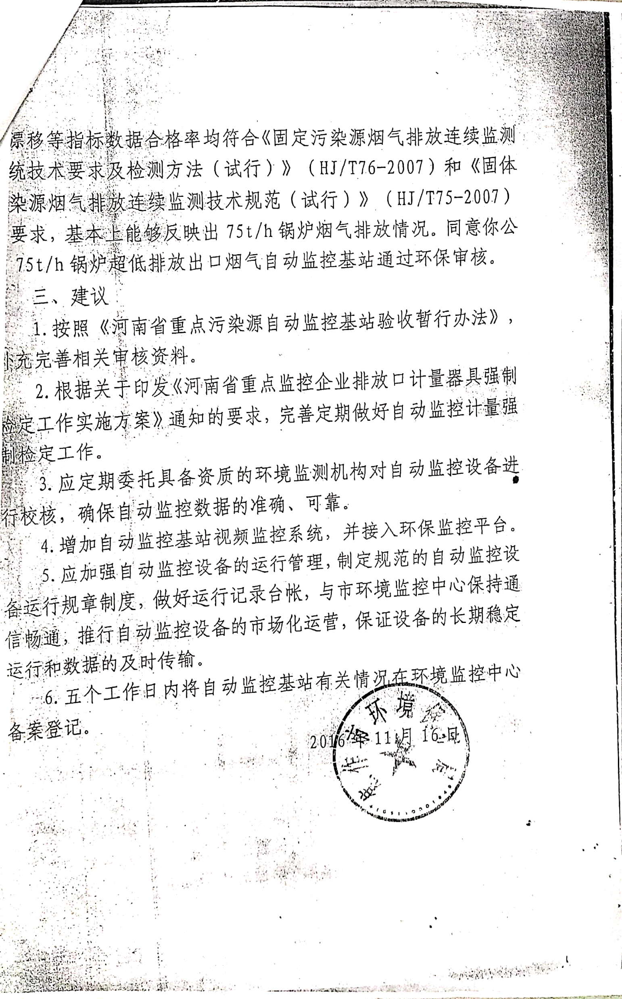 漂移等指标数据合格率均符合《固定污染源烟气排放连续监测
统技术要求及检测方法（试行）》（HJ/T76-2007）和《固体
染源烟气排放连续监测技术规范（试行）》（HJ/T75-2007）
要求，基本上能够反映出 75t/h 锅炉烟气排放情况。同意你公
75t/h 锅炉超低排放出口烟气自动监控基站通过环保审核。
三、建议
1.按照《河南省重点污染源自动监控基站验收暂行办法》，
补充完善相关审核资料。
2.根据关于印发《河南省重点监控企业排放口计量器具强制
检定工作实施方案》通知的要求，完善定期做好自动监控计量强
制检定工作。
3.应定期委托具备资质的环境监测机构对自动监控设备进
行校核，确保自动监控数据的准确、可靠。
4.增加自动监控基站视频监控系统，并接入环保监控平台。
5.应加强自动监控设备的运行管理，制定规范的自动监控设
备运行规章制度，做好运行记录台帐，与市环境监控中心保持通
信畅通，推行自动监控设备的市场化运营，保证设备的长期稳定
运行和数据的及时传输。
6.五个工作日内将自动监控基站有关情况在环境监控中心
备案登记。
环境
2016年11月16日